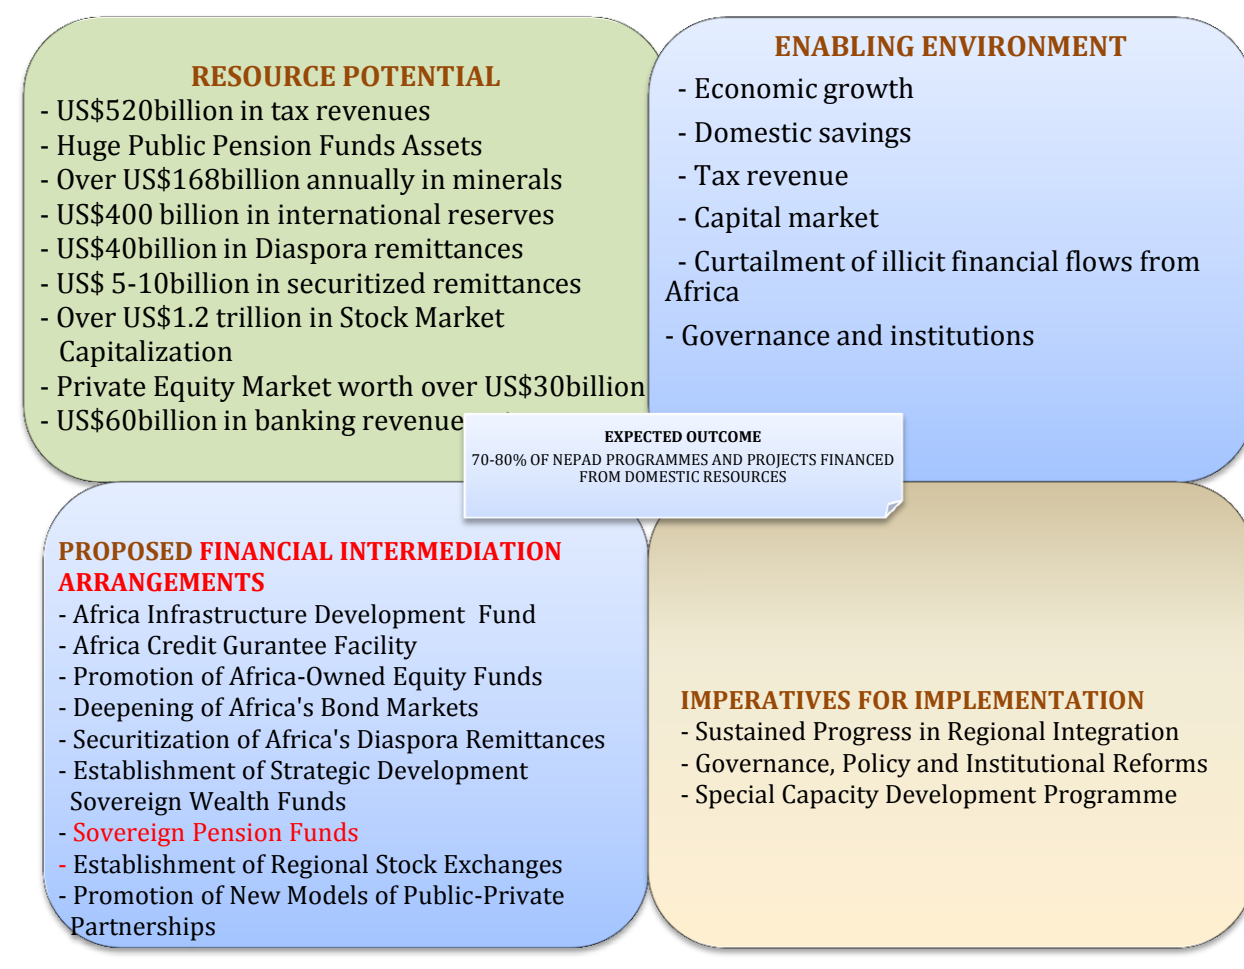 RESOURCE POTENTIAL
- US$520billion in tax revenues
- Huge Public Pension Funds Assets
- Over US$168billion annually in minerals
- US$400 billion in international reserves
- US$40billion in Diaspora remittances
- US$ 5-10billion in securitized remittances
- Over US$1.2 trillion in Stock Market
Capitalization
- Private Equity Market worth over US$30billion
- US$60billion in banking revenue
ENABLING ENVIRONMENT
- Economic growth
- Domestic savings
- Tax revenue
- Capital market
- Curtailment of illicit financial flows from
Africa
- Governance and institutions
EXPECTED OUTCOME
70-80% OF NEPAD PROGRAMMES AND PROJECTS FINANCED
FROM DOMESTIC RESOURCES
PROPOSED FINANCIAL INTERMEDIATION
ARRANGEMENTS
- Africa Infrastructure Development Fund
- Africa Credit Gurantee Facility
- Promotion of Africa-Owned Equity Funds
- Deepening of Africa's Bond Markets
- Securitization of Africa's Diaspora Remittances
- Establishment of Strategic Development
Sovereign Wealth Funds
- Sovereign Pension Funds
- Establishment of Regional Stock Exchanges
- Promotion of New Models of Public-Private
Partnerships
IMPERATIVES FOR IMPLEMENTATION
- Sustained Progress in Regional Integration
- Governance, Policy and Institutional Reforms
- Special Capacity Development Programme